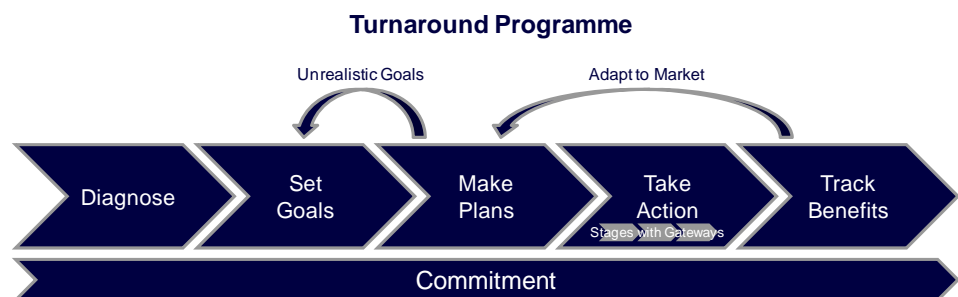 Turnaround Programme
Unrealistic Goals
Adapt to Market
Diagnose
Set
Goals
Make
Plans
Take
Action
Stages with Gateways
Track
Benefits
Commitment